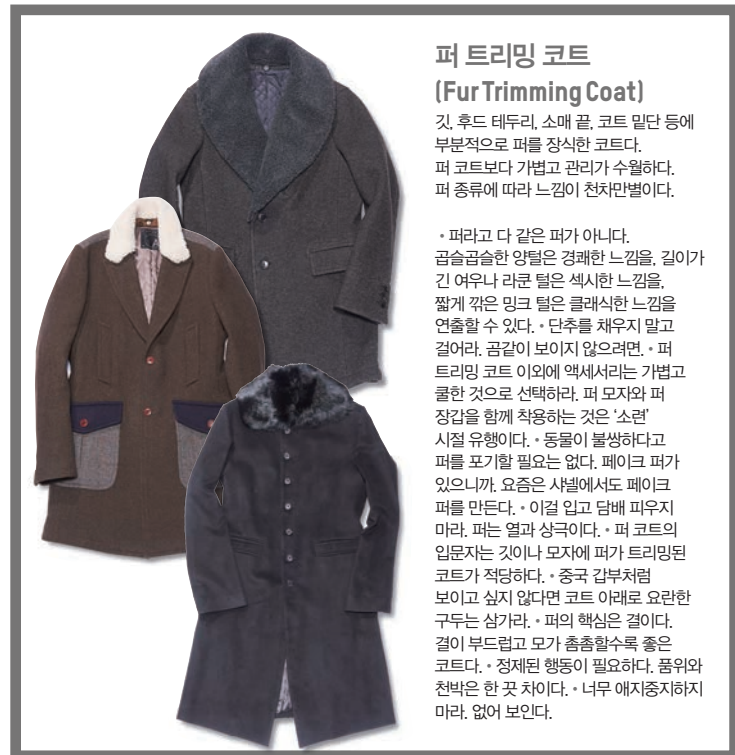 퍼 트리밍 코트
(Fur Trimming Coat)
깃, 후드 테두리, 소매 끝, 코트 밑단 등에
부분적으로 퍼를 장식한 코트다.
퍼 코트보다 가볍고 관리가 수월하다.
퍼 종류에 따라 느낌이 천차만별이다.
• 퍼라고 다 같은 퍼가 아니다.
곱슬곱슬한 양털은 경쾌한 느낌을, 길이가
긴 여우나 라쿤 털은 섹시한 느낌을,
짧게 깎은 밍크 털은 클래식한 느낌을
연출할 수 있다. • 단추를 채우지 말고
걸어라. 곰같이 보이지 않으려면. • 퍼
트리밍 코트 이외에 액세서리는 가볍고
쿨한 것으로 선택하라. 퍼 모자와 퍼
장갑을 함께 착용하는 것은 ‘소련’
시절 유행이다. • 동물이 불쌍하다고
퍼를 포기할 필요는 없다. 페이크 퍼가
있으니까. 요즘은 샤넬에서도 페이크
퍼를 만든다. • 이걸 입고 담배 피우지
마라. 퍼는 열과 상극이다. • 퍼 코트의
입문자는 깃이나 모자에 퍼가 트리밍된
코트가 적당하다. • 중국 갑부처럼
보이고 싶지 않다면 코트 아래로 요란한
구두는 삼가라. • 퍼의 핵심은 결이다.
결이 부드럽고 모가 촘촘할수록 좋은
코트다. • 정제된 행동이 필요하다. 품위와
천박은 한 끗 차이다. • 너무 애지중지하지
마라. 없어 보인다.